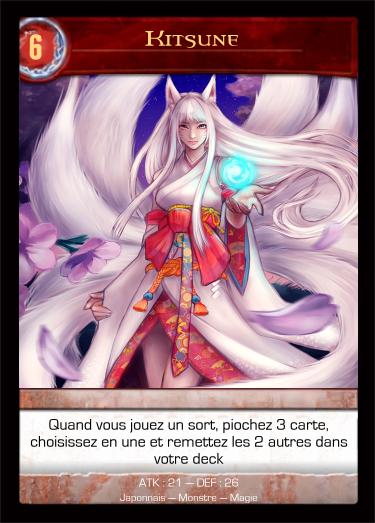 6
Kitsune
Quand vous jouez un sort, piochez 3 carte,
choisissez en une et remettez les 2 autres dans
votre deck
ATK : 21 — DEF : 26
Japonnais — Monstre — Magie